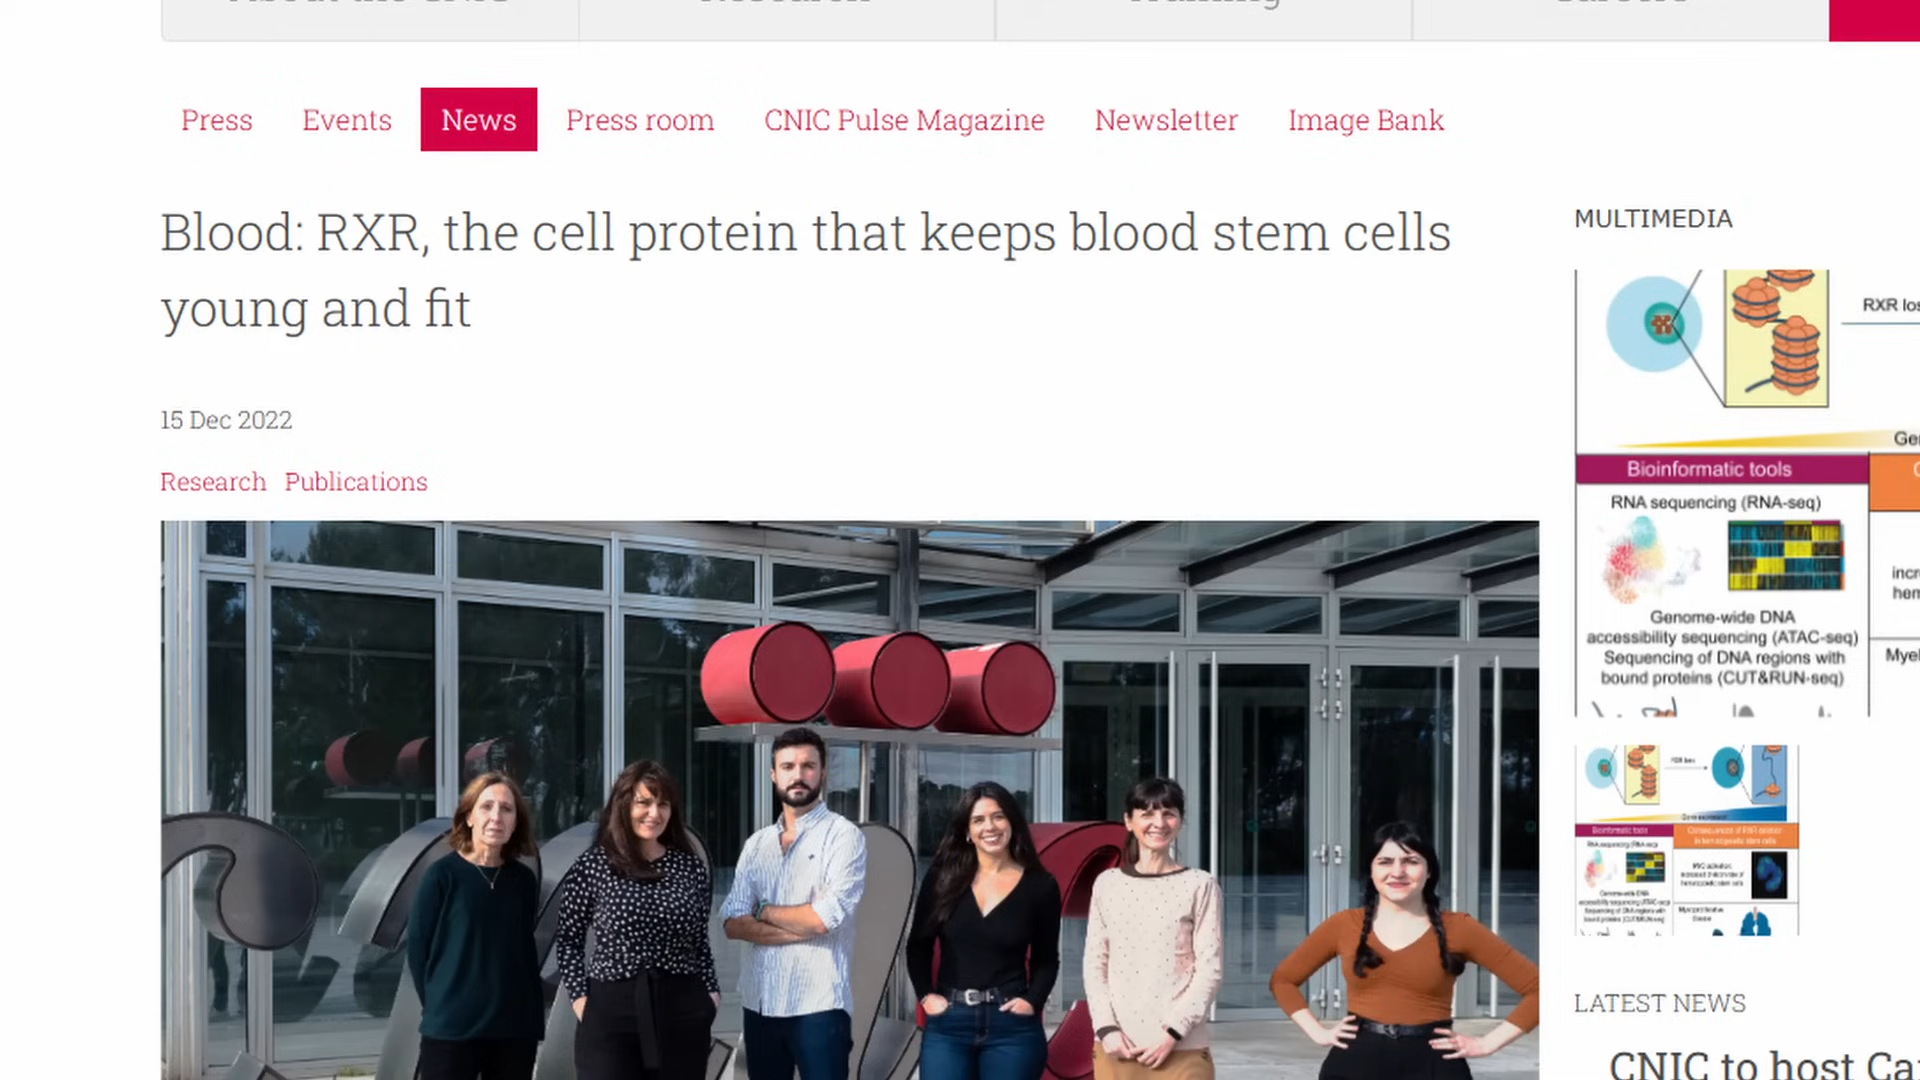 Press Events News Press room CNIC Pulse Magazine Newsletter Image Bank
Blood: RXR, the cell protein that keeps blood stem cells
young and fit
15 Dec 2022
Research Publications
MULTIMEDIA
RXR los
Ge
Bioinformatic tools
RNA sequencing (RNA-seq)
incr
hem
Genome-wide DNA
accessibility sequencing (ATAC-seq)
Sequencing of DNA regions with
bound proteins (CUT&RUN-seq)
Myel
LATEST NEWS
CNIC to host Ca